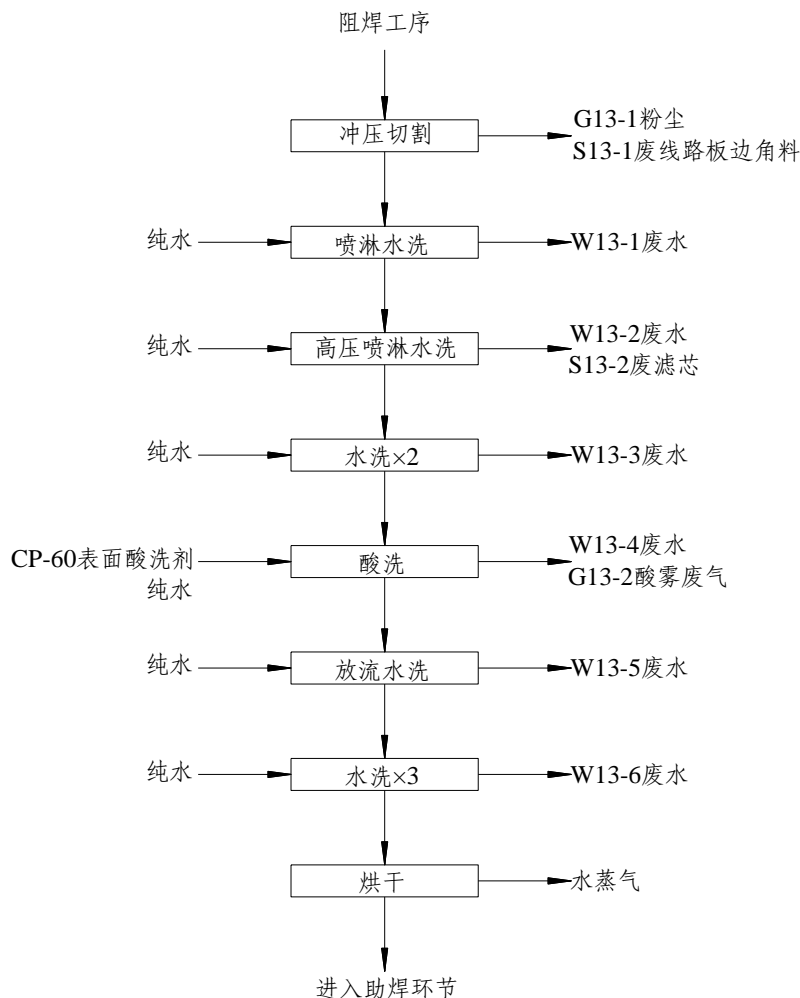 阻焊工序
冲压切割
G13-1粉尘
S13-1废线路板边角料
纯水
喷淋水洗
W13-1废水
纯水
高压喷淋水洗
W13-2废水
S13-2废滤芯
纯水
水洗×2
W13-3废水
CP-60表面酸洗剂
纯水
酸洗
W13-4废水
G13-2酸雾废气
纯水
放流水洗
W13-5废水
纯水
水洗×3
W13-6废水
烘干
水蒸气
进入助焊环节